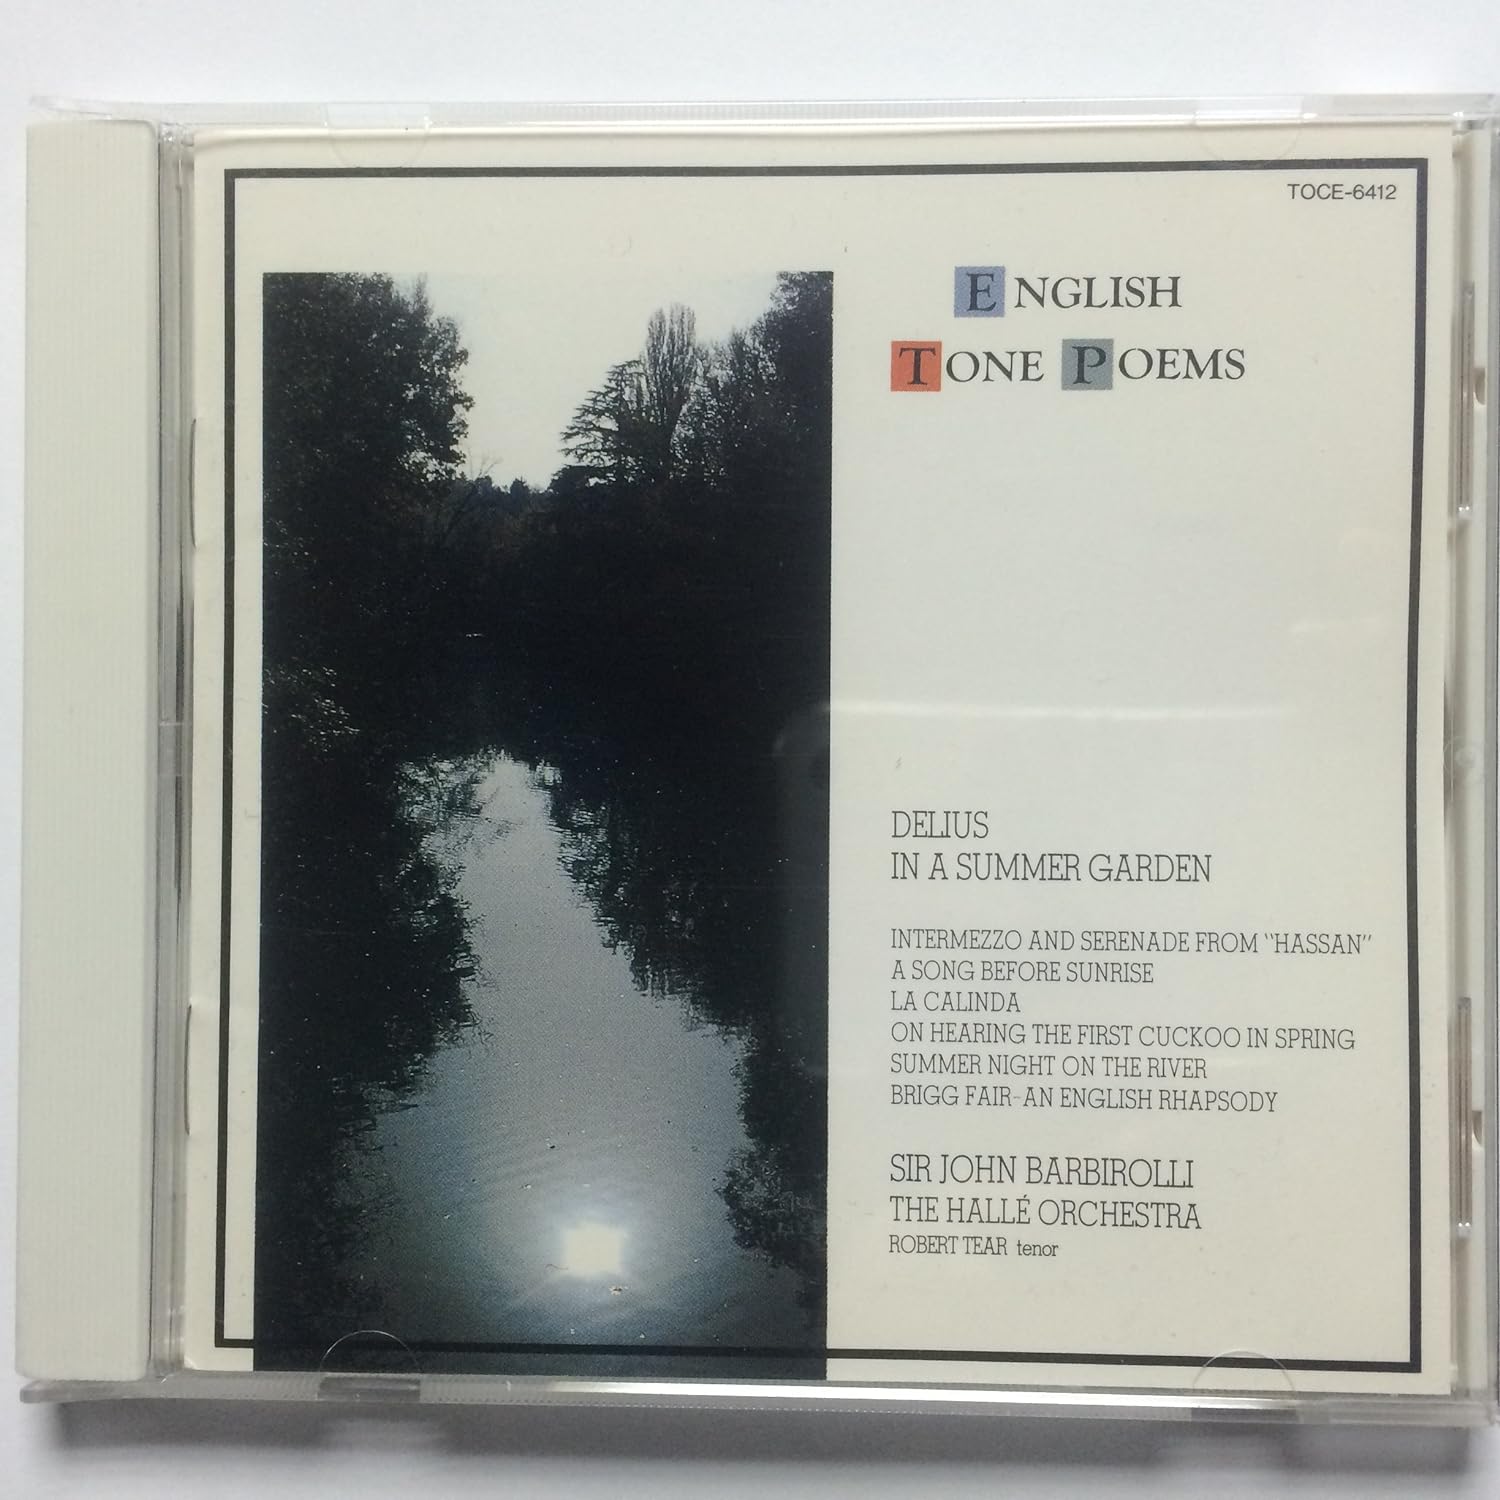 TOCE-6412
ENGLISH
TONE POEMS
DELIUS
IN A SUMMER GARDEN
INTERMEZZO AND SERENADE FROM "HASSAN"
A SONG BEFORE SUNRISE
LA CALINDA
ON HEARING THE FIRST CUCKOO IN SPRING
SUMMER NIGHT ON THE RIVER
BRIGG FAIR-AN ENGLISH RHAPSODY
SIR JOHN BARBIROLLI
THE HALLÉ ORCHESTRA
ROBERT TEAR tenor